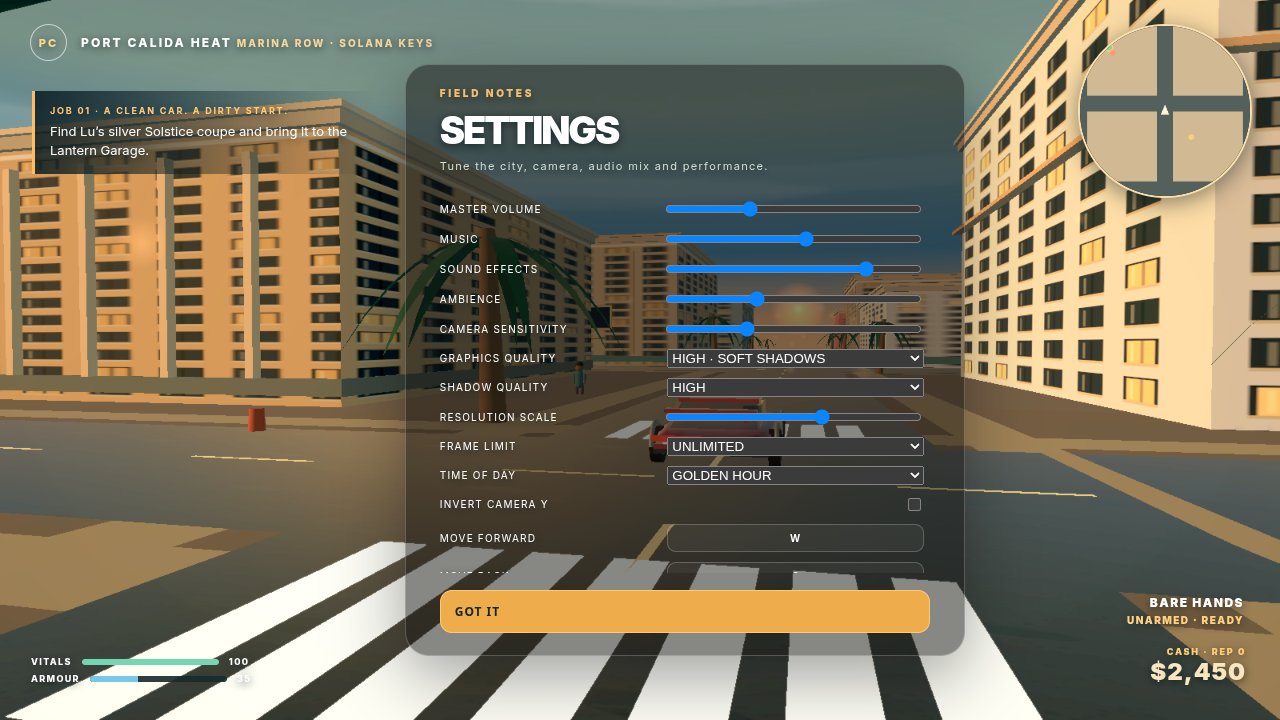 PC
PORT CALIDA HEAT MARINA ROW · SOLANA KEYS
JOB 01 · A CLEAN CAR. A DIRTY START.
Find Lu's silver Solstice coupe and bring it to the
Lantern Garage.
FIELD NOTES
SETTINGS
Tune the city, camera, audio mix and performance.
MASTER VOLUME
MUSIC
SOUND EFFECTS
AMBIENCE
CAMERA SENSITIVITY
GRAPHICS QUALITY HIGH · SOFT SHADOWS
SHADOW QUALITY HIGH
RESOLUTION SCALE
FRAME LIMIT UNLIMITED
TIME OF DAY GOLDEN HOUR
INVERT CAMERA Y
MOVE FORWARD W
GOT IT
VITALS 100
ARMOUR 35
BARE HANDS
UNARMED · READY
CASH · REP 0
$2,450